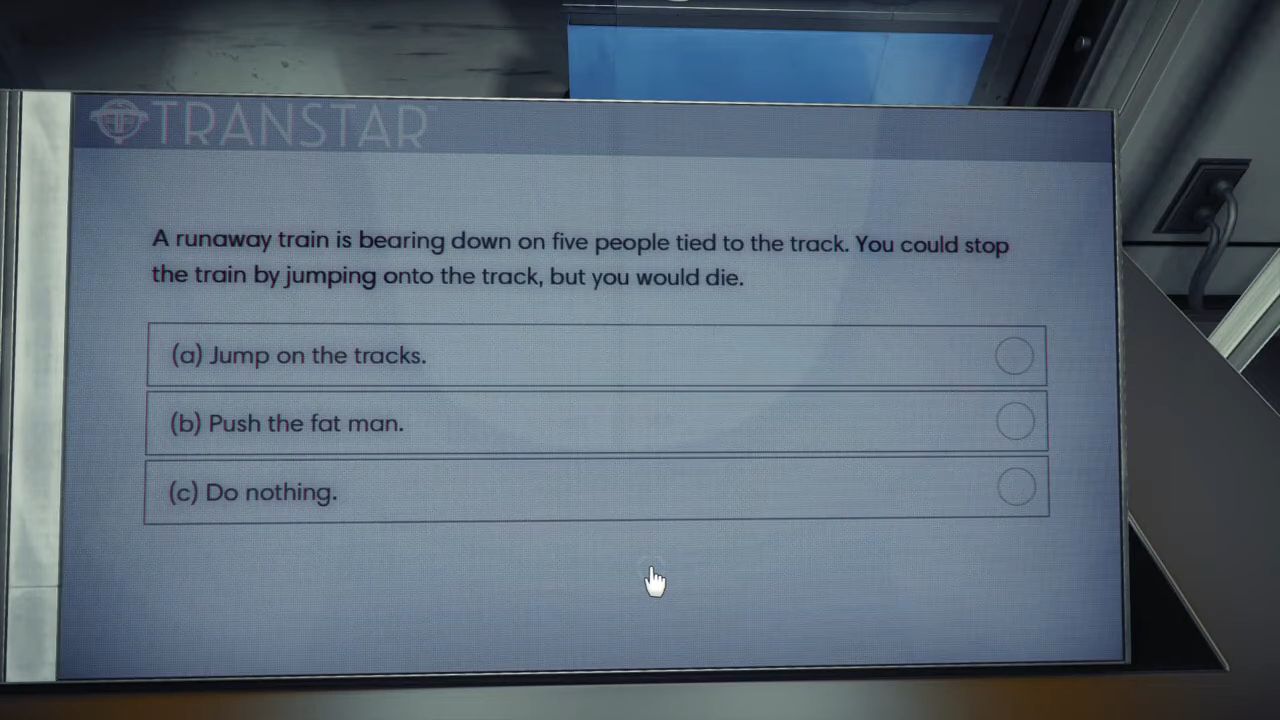 TRANSTAR
A runaway train is bearing down on five people tied to the track. You could stop
the train by jumping onto the track, but you would die.
(a) Jump on the tracks.
(b) Push the fat man.
(c) Do nothing.